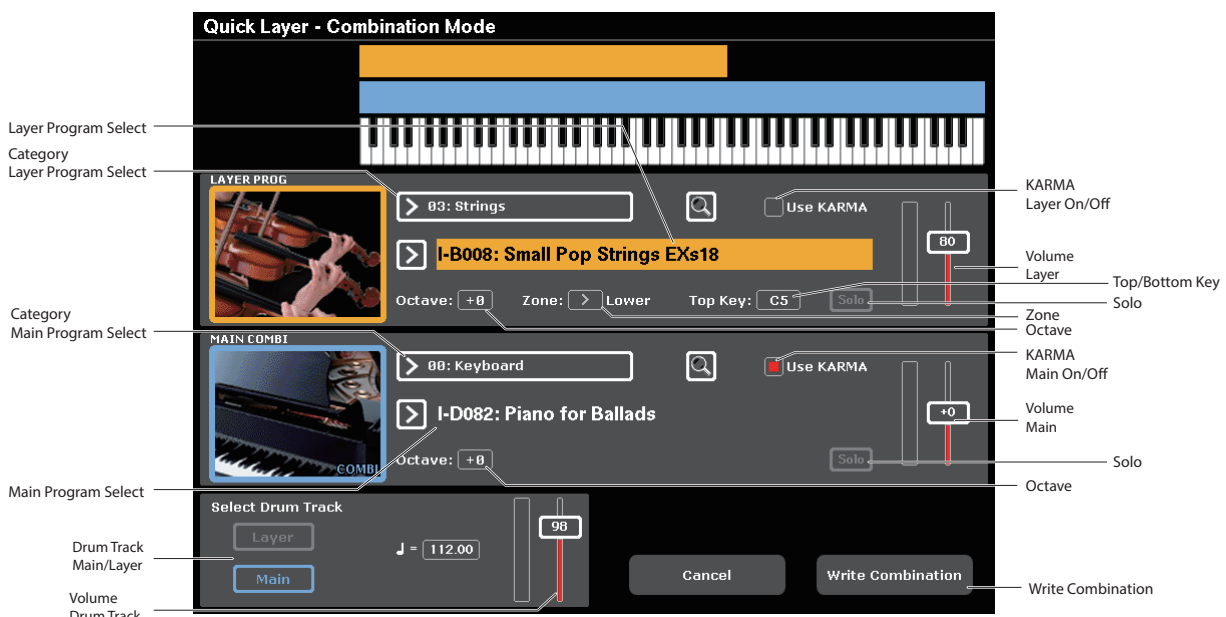 Quick Layer - Combination Mode
Layer Program Select
Category
Layer Program Select
LAYER PROG
03: Strings
Use KARMA
KARMA
Layer On/Off
I-B008: Small Pop Strings EXs18
80
Volume
Layer
Octave: +0 Zone: > Lower Top Key: C5 Solo
Top/Bottom Key
Solo
Zone
Octave
Category
Main Program Select
MAIN COMBI
00: Keyboard
Use KARMA
KARMA
Main On/Off
I-D082: Piano for Ballads
+0
Volume
Main
COMBI
Octave: +0 Solo
Solo
Octave
Main Program Select
Select Drum Track
Layer
Main
♩ = 112.00
98
Drum Track
Main/Layer
Cancel
Write Combination
Write Combination
Volume
Drum Track